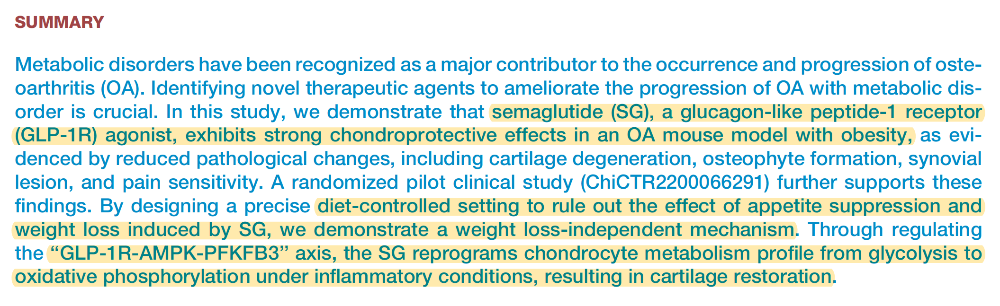 SUMMARY
Metabolic disorders have been recognized as a major contributor to the occurrence and progression of oste-
oarthritis (OA). Identifying novel therapeutic agents to ameliorate the progression of OA with metabolic dis-
order is crucial. In this study, we demonstrate that semaglutide (SG), a glucagon-like peptide-1 receptor
(GLP-1R) agonist, exhibits strong chondroprotective effects in an OA mouse model with obesity, as evi-
denced by reduced pathological changes, including cartilage degeneration, osteophyte formation, synovial
lesion, and pain sensitivity. A randomized pilot clinical study (ChiCTR2200066291) further supports these
findings. By designing a precise diet-controlled setting to rule out the effect of appetite suppression and
weight loss induced by SG, we demonstrate a weight loss-independent mechanism. Through regulating
the “GLP-1R-AMPK-PFKFB3” axis, the SG reprograms chondrocyte metabolism profile from glycolysis to
oxidative phosphorylation under inflammatory conditions, resulting in cartilage restoration.